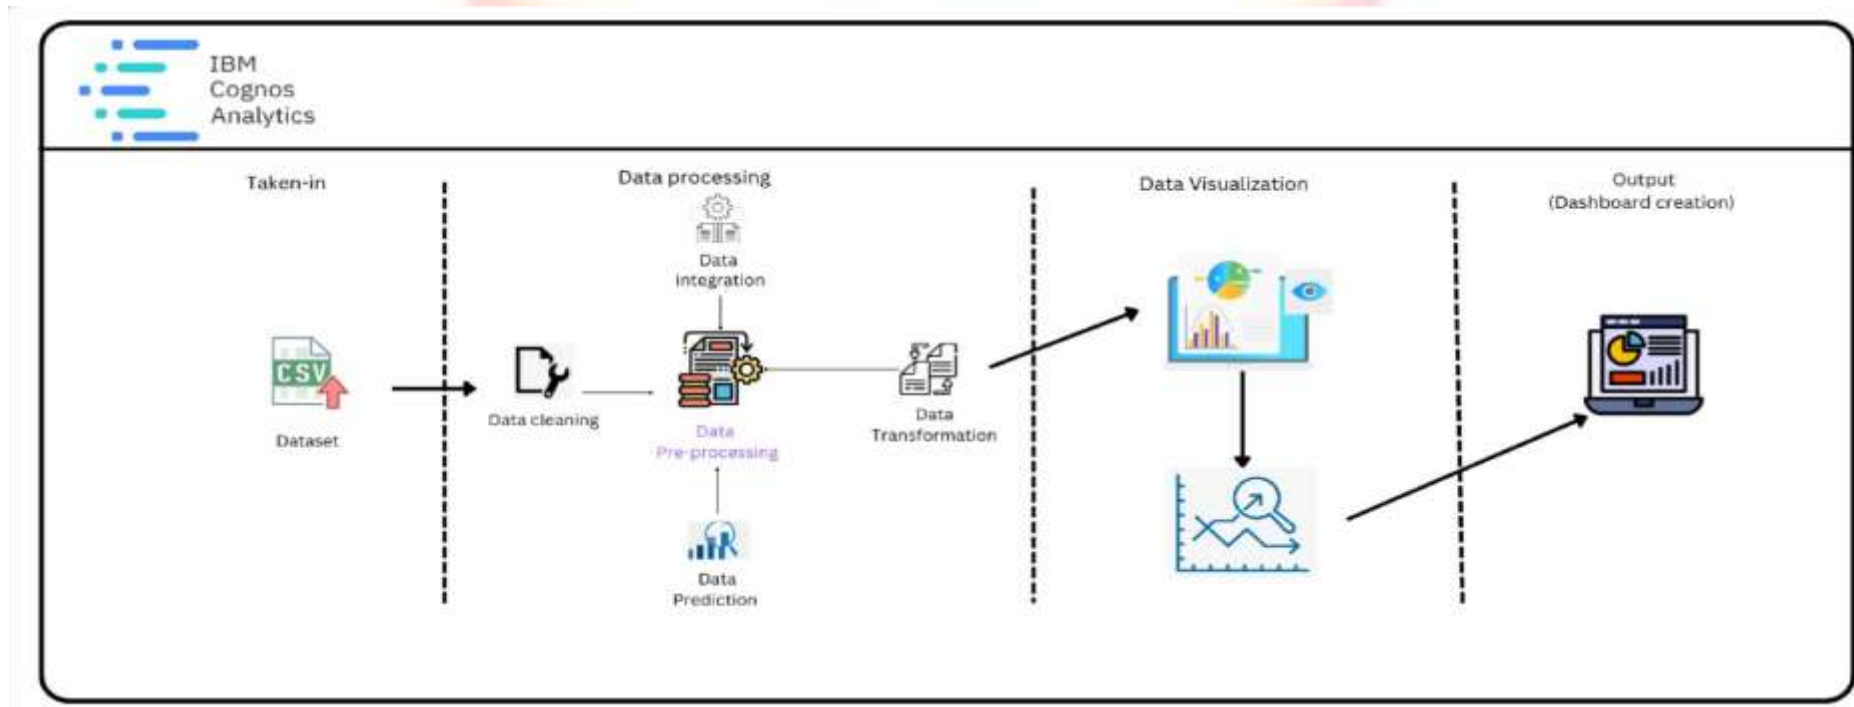 IBM
Cognos
Analytics
Taken-in
Data processing
Data Visualization
Output
(Dashboard creation)
Data
integration
CSV
Dataset
Data cleaning
Data
Pre-processing
Data
Transformation
Data
Prediction